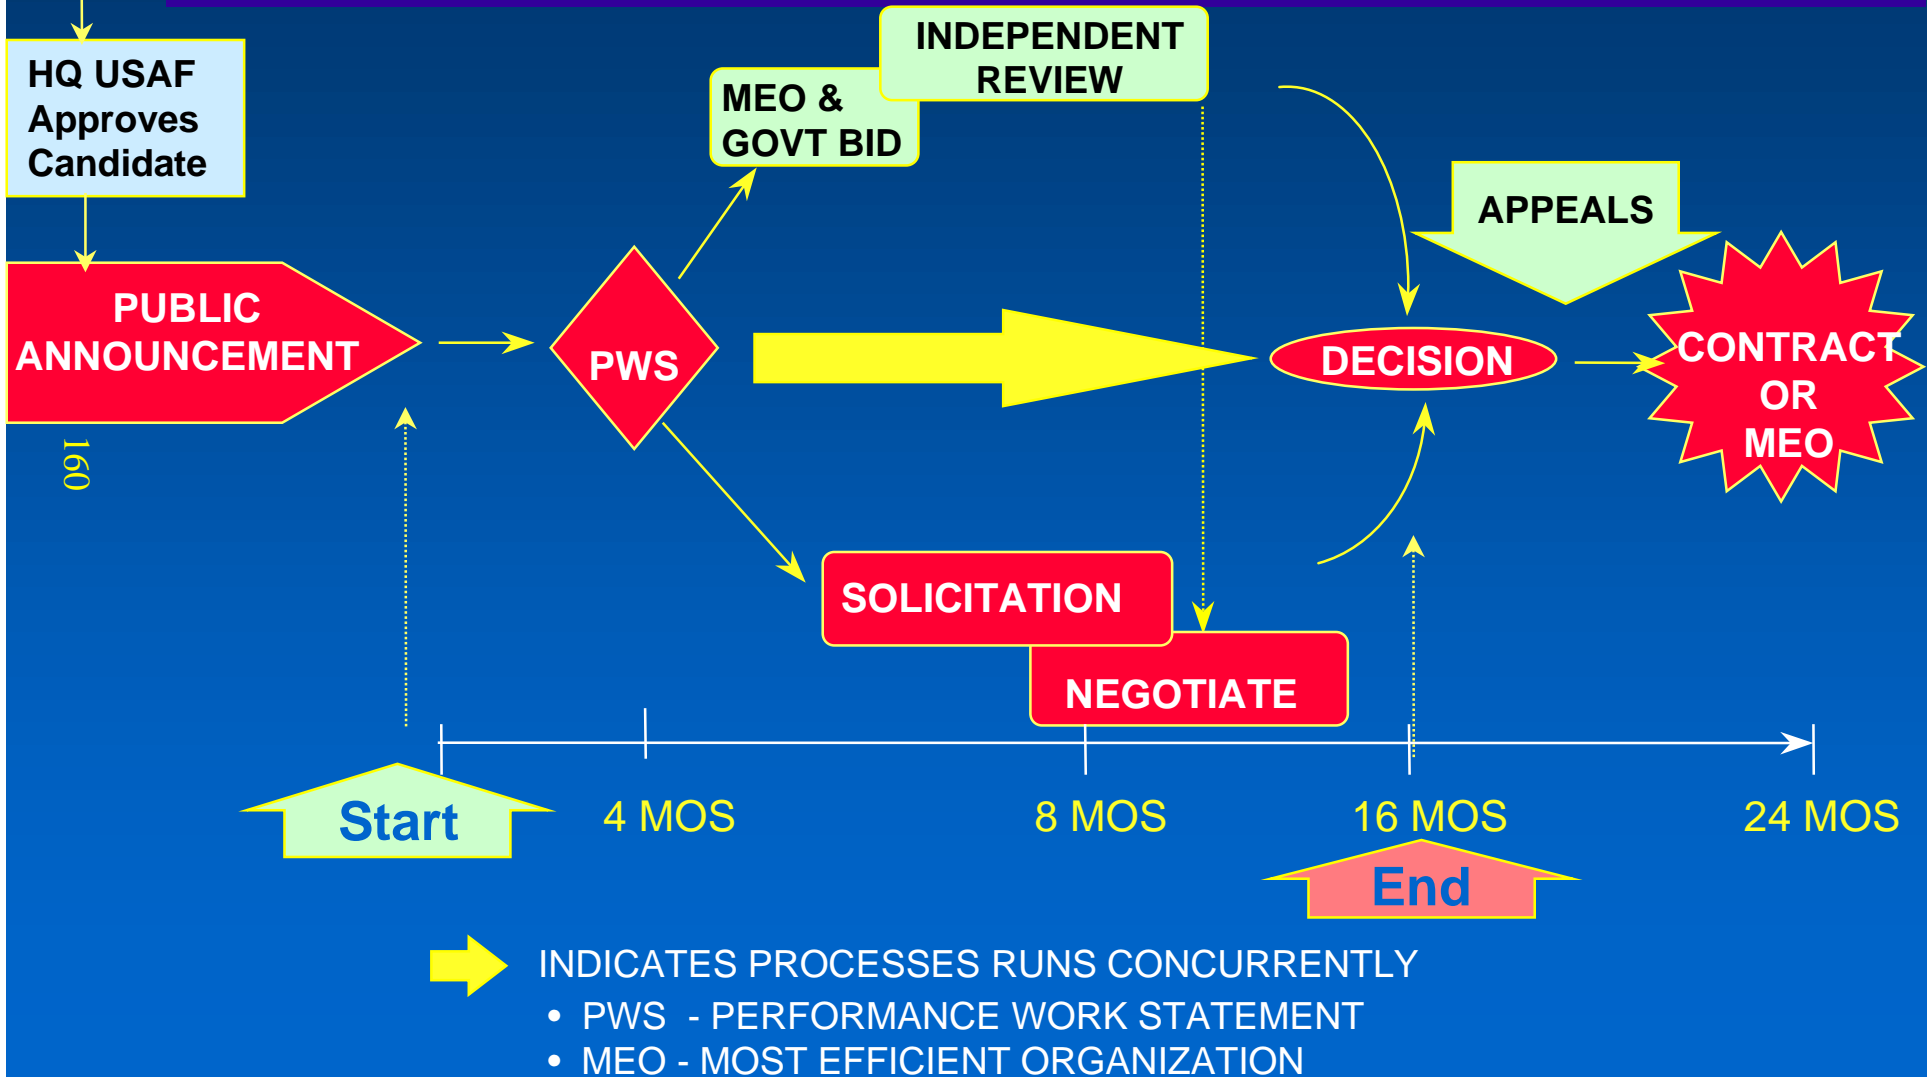 HQ USAF
Approves
Candidate
INDEPENDENT
REVIEW
MEO &
GOVT BID
APPEALS
PUBLIC
ANNOUNCEMENT
PWS
DECISION
CONTRACT
OR
MEO
160
SOLICITATION
NEGOTIATE
Start
4 MOS
8 MOS
16 MOS
24 MOS
End
INDICATES PROCESSES RUNS CONCURRENTLY
• PWS - PERFORMANCE WORK STATEMENT
• MEO - MOST EFFICIENT ORGANIZATION